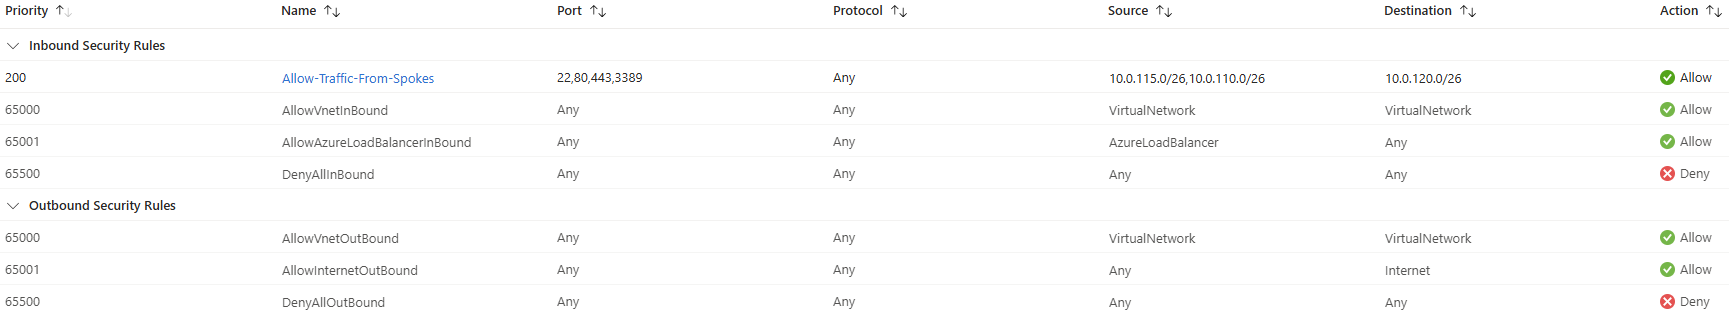 Priority Name Port Protocol Source Destination Action
Inbound Security Rules
200 Allow-Traffic-From-Spokes 22,80,443,3389 Any 10.0.115.0/26,10.0.110.0/26 10.0.120.0/26 Allow
65000 AllowVnetInBound Any Any VirtualNetwork VirtualNetwork Allow
65001 AllowAzureLoadBalancerInBound Any Any AzureLoadBalancer Any Allow
65500 DenyAllInBound Any Any Any Any Deny
Outbound Security Rules
65000 AllowVnetOutBound Any Any VirtualNetwork VirtualNetwork Allow
65001 AllowInternetOutBound Any Any Any Internet Allow
65500 DenyAllOutBound Any Any Any Any Deny